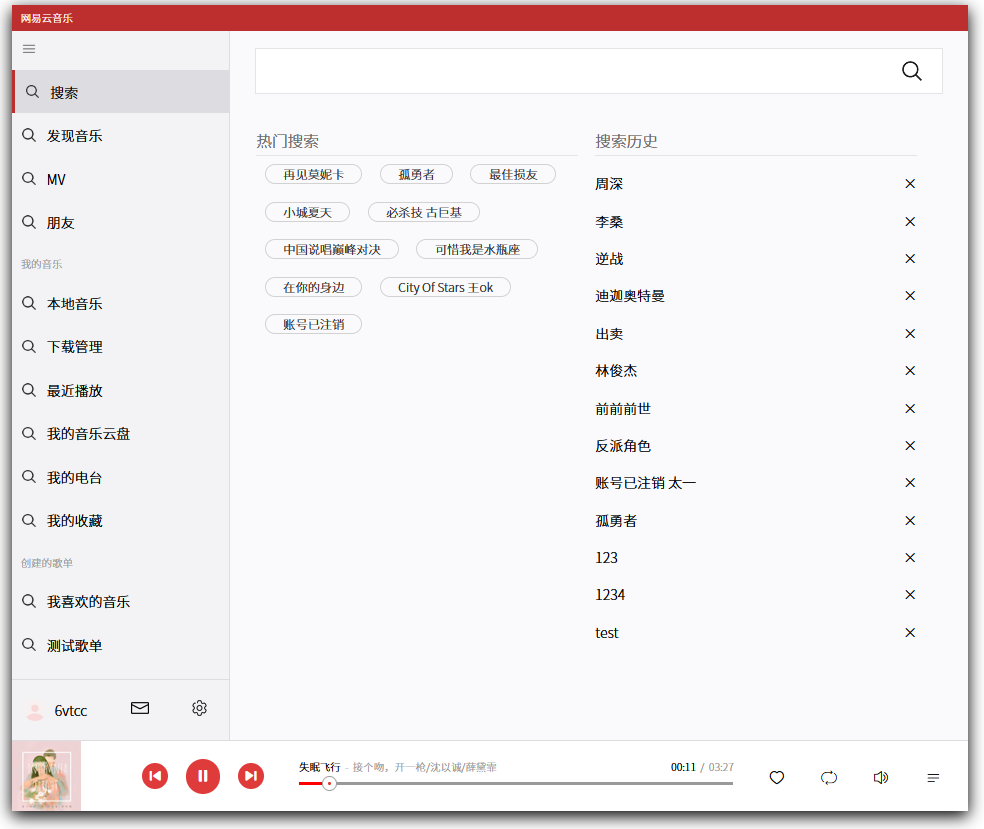 网易云音乐
搜索
发现音乐
MV
朋友
我的音乐
本地音乐
下载管理
最近播放
我的音乐云盘
我的电台
我的收藏
创建的歌单
我喜欢的音乐
测试歌单
6vtcc
热门搜索
再见莫妮卡 孤勇者 最佳损友
小城夏天 必杀技 古巨基
中国说唱巅峰对决 可惜我是水瓶座
在你的身边 City Of Stars 王ok
账号已注销
搜索历史
周深
李桑
逆战
迪迦奥特曼
出卖
林俊杰
前前前世
反派角色
账号已注销 太一
孤勇者
123
1234
test
失眠飞行 - 接个吻，开一枪/沈以诚/薛黛霏 00:11 / 03:27